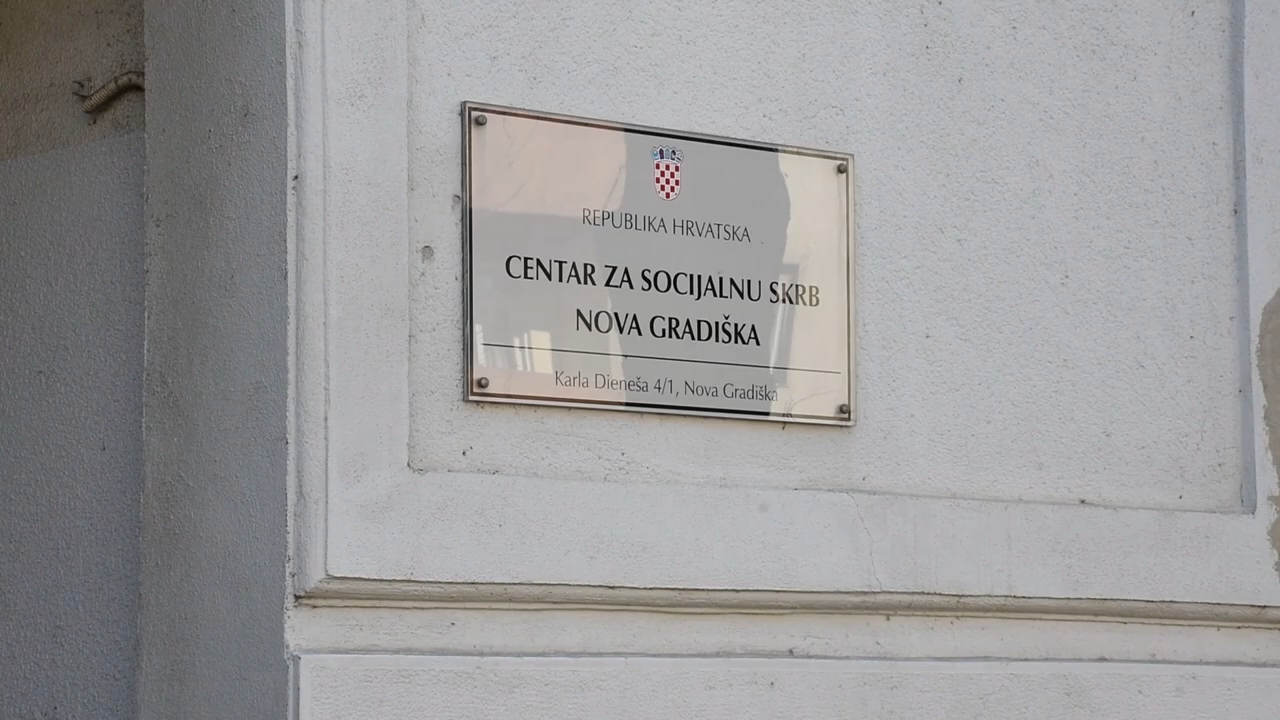 REPUBLIKA HRVATSKA
CENTAR ZA SOCIJALNU SKRB
NOVA GRADIŠKA
Karla Dieneša 4/1, Nova Gradiška